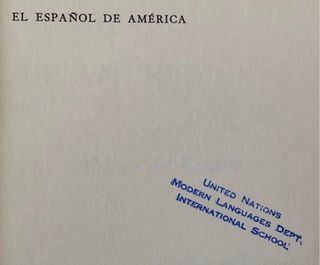 EL ESPAÑOL DE AMÉRICA
UNITED NATIONS
MODERN LANGUAGES DEPT.
INTERNATIONAL SCHOOL